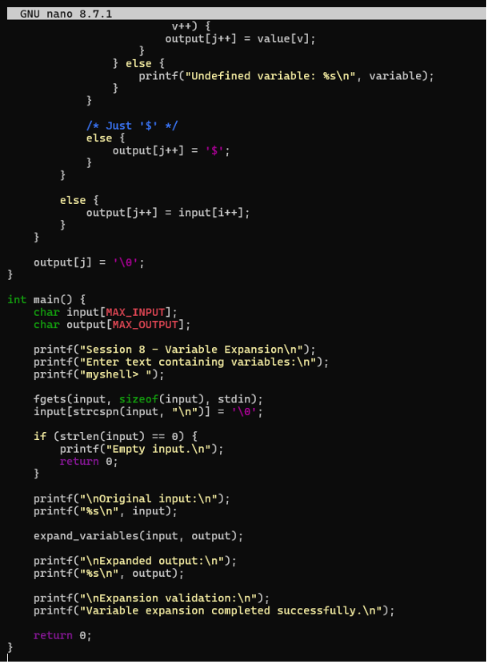 GNU nano 8.7.1
                         v++) {
                        output[j++] = value[v];
                    }
                } else {
                    printf("Undefined variable: %s\n", variable);
                }
            }

            /* Just '$' */
            else {
                output[j++] = '$';
            }
        }

        else {
            output[j++] = input[i++];
        }
    }

    output[j] = '\0';
}

int main() {
    char input[MAX_INPUT];
    char output[MAX_OUTPUT];

    printf("Session 8 - Variable Expansion\n");
    printf("Enter text containing variables:\n");
    printf("myshell> ");

    fgets(input, sizeof(input), stdin);
    input[strcspn(input, "\n")] = '\0';

    if (strlen(input) == 0) {
        printf("Empty input.\n");
        return 0;
    }

    printf("\nOriginal input:\n");
    printf("%s\n", input);

    expand_variables(input, output);

    printf("\nExpanded output:\n");
    printf("%s\n", output);

    printf("\nExpansion validation:\n");
    printf("Variable expansion completed successfully.\n");

    return 0;
}